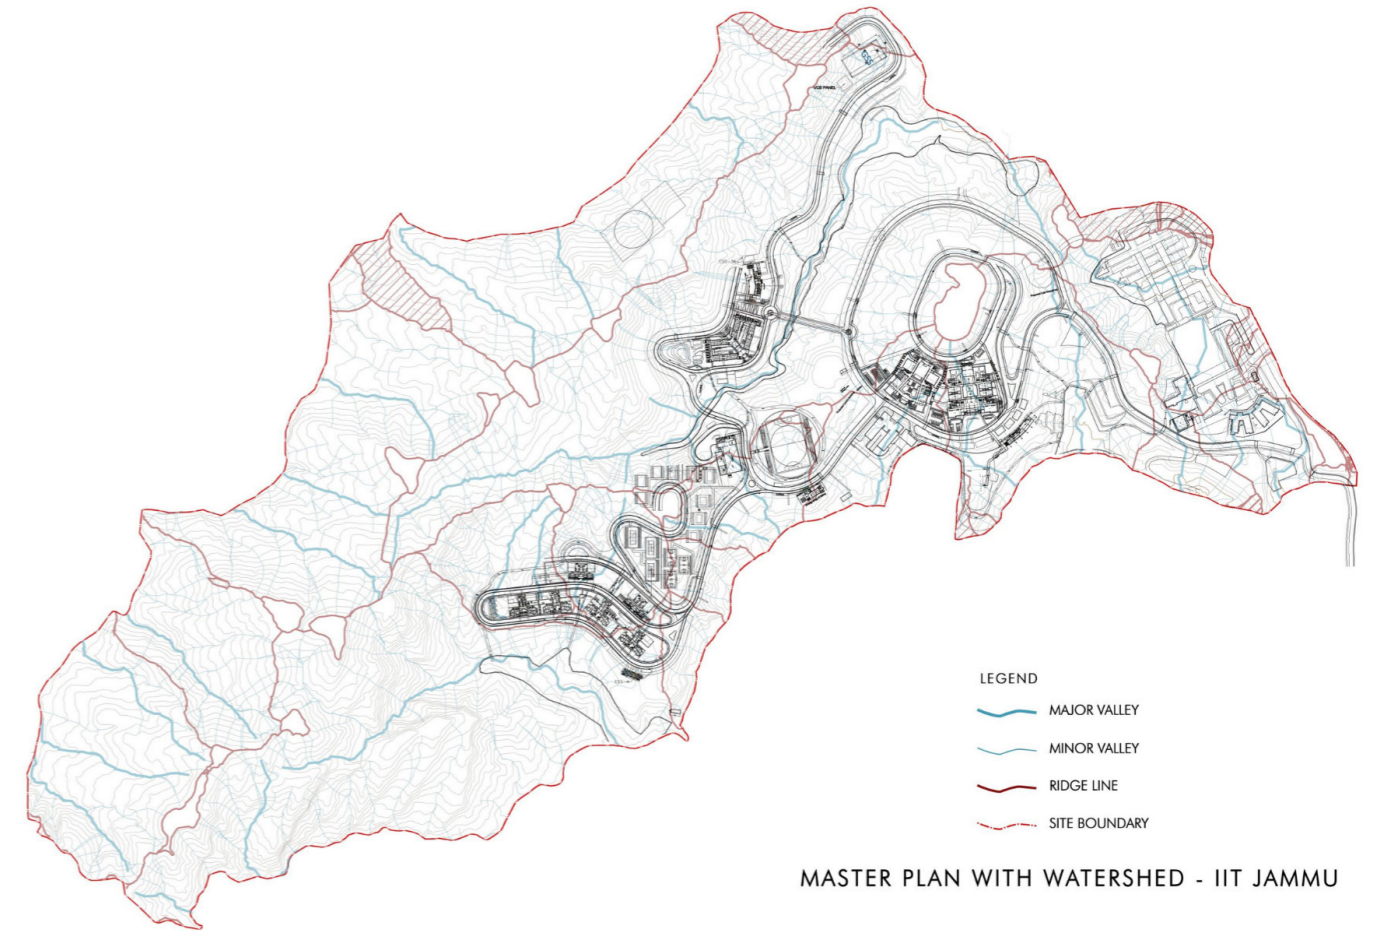 LEGEND
MAJOR VALLEY
MINOR VALLEY
RIDGE LINE
SITE BOUNDARY
MASTER PLAN WITH WATERSHED - IIT JAMMU